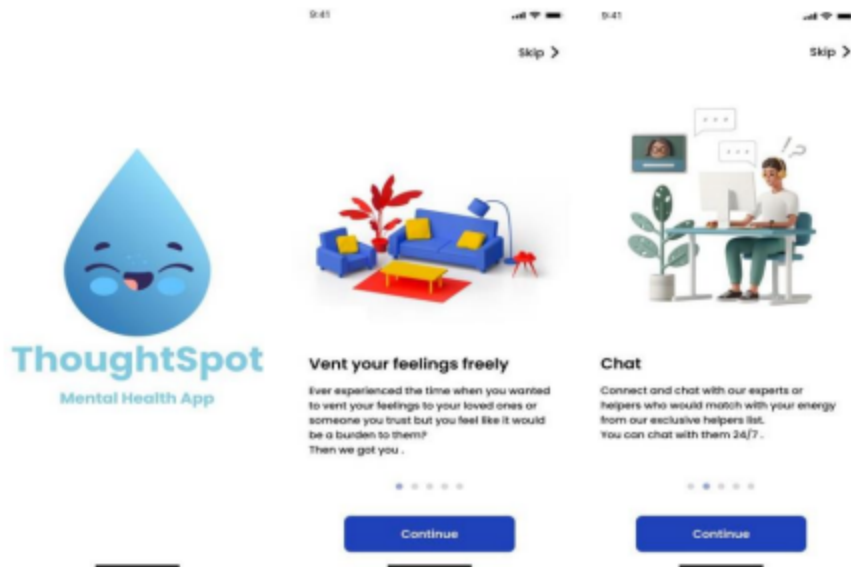 ThoughtSpot
Mental Health App
9:41
Skip >
Vent your feelings freely
Ever experienced the time when you wanted
to vent your feelings to your loved ones or
someone you trust but you feel like it would
be a burden to them?
Then we got you .
Continue
9:41
Skip >
Chat
Connect and chat with our experts or
helpers who would match with your energy
from our exclusive helpers list.
You can chat with them 24/7 .
Continue